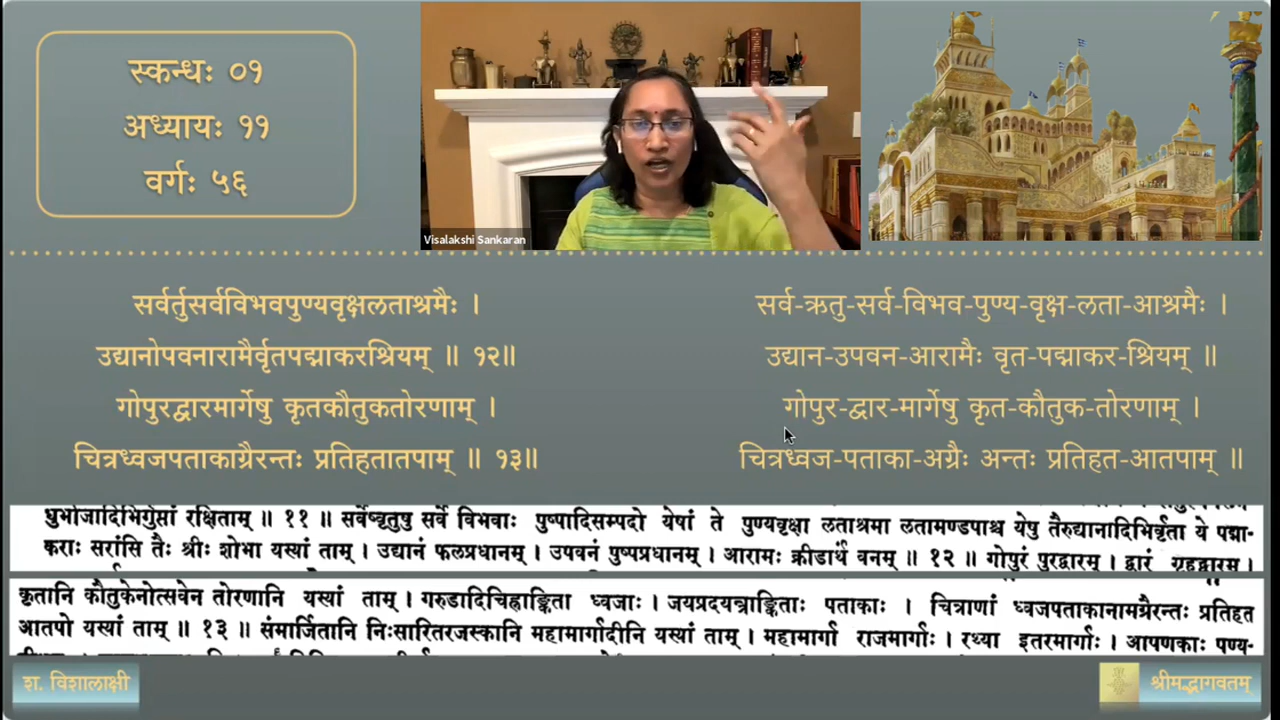 स्कन्धः ०१
अध्यायः ११
वर्गः ५६
Visalakshi Sankaran
सर्वर्तुसर्वविभवपुण्यवृक्षलताश्रमैः ।
उद्यानोपवनारामैर्वृतपद्माकरश्रियम् ॥ १२॥
गोपुरद्वारमार्गेषु कृतकौतुकतोरणाम् ।
चित्रध्वजपताकाग्रैरन्तः प्रतिहतातपाम् ॥ १३॥
सर्व-ऋतु-सर्व-विभव-पुण्य-वृक्ष-लता-आश्रमैः ।
उद्यान-उपवन-आरामैः वृत-पद्माकर-श्रियम् ॥
गोपुर-द्वार-मार्गेषु कृत-कौतुक-तोरणाम् ।
चित्रध्वज-पताका-अग्रैः अन्तः प्रतिहत-आतपाम् ॥
रक्षिताम् ॥ ११ ॥ सर्वेष्वृतुषु सर्वे विभवाः पुष्पादिसम्पदो येषां ते पुण्यवृक्षा लताश्रमा लतामण्डपाश्च येषु तैरुद्यानादिभिर्वृता ये पद्मा-
कराः सरांसि तैः श्रीः शोभा यस्यां ताम् । उद्यानं फलप्रधानम् । उपवनं पुष्पप्रधानम् । आरामः क्रीडार्थं वनम् ॥ १२ ॥ गोपुरं पुरद्वारम् । द्वारं गृहद्वारम् ।
कृतानि कौतुकेनोत्सवेन तोरणानि यस्यां ताम् । गरुडादिचिह्नाङ्किता ध्वजाः । जयप्रदयन्त्राङ्किताः पताकाः । चित्राणां ध्वजपताकानामग्रैरन्तः प्रतिहत
आतपो यस्यां ताम् ॥ १३ ॥ संमार्जितानि निःसारितरजस्कानि महामार्गादीनि यस्यां ताम् । महामार्गा राजमार्गाः । रथ्या इतरमार्गाः । आपणकाः पण्य-
श. विशालाक्षी
श्रीमद्भागवतम्